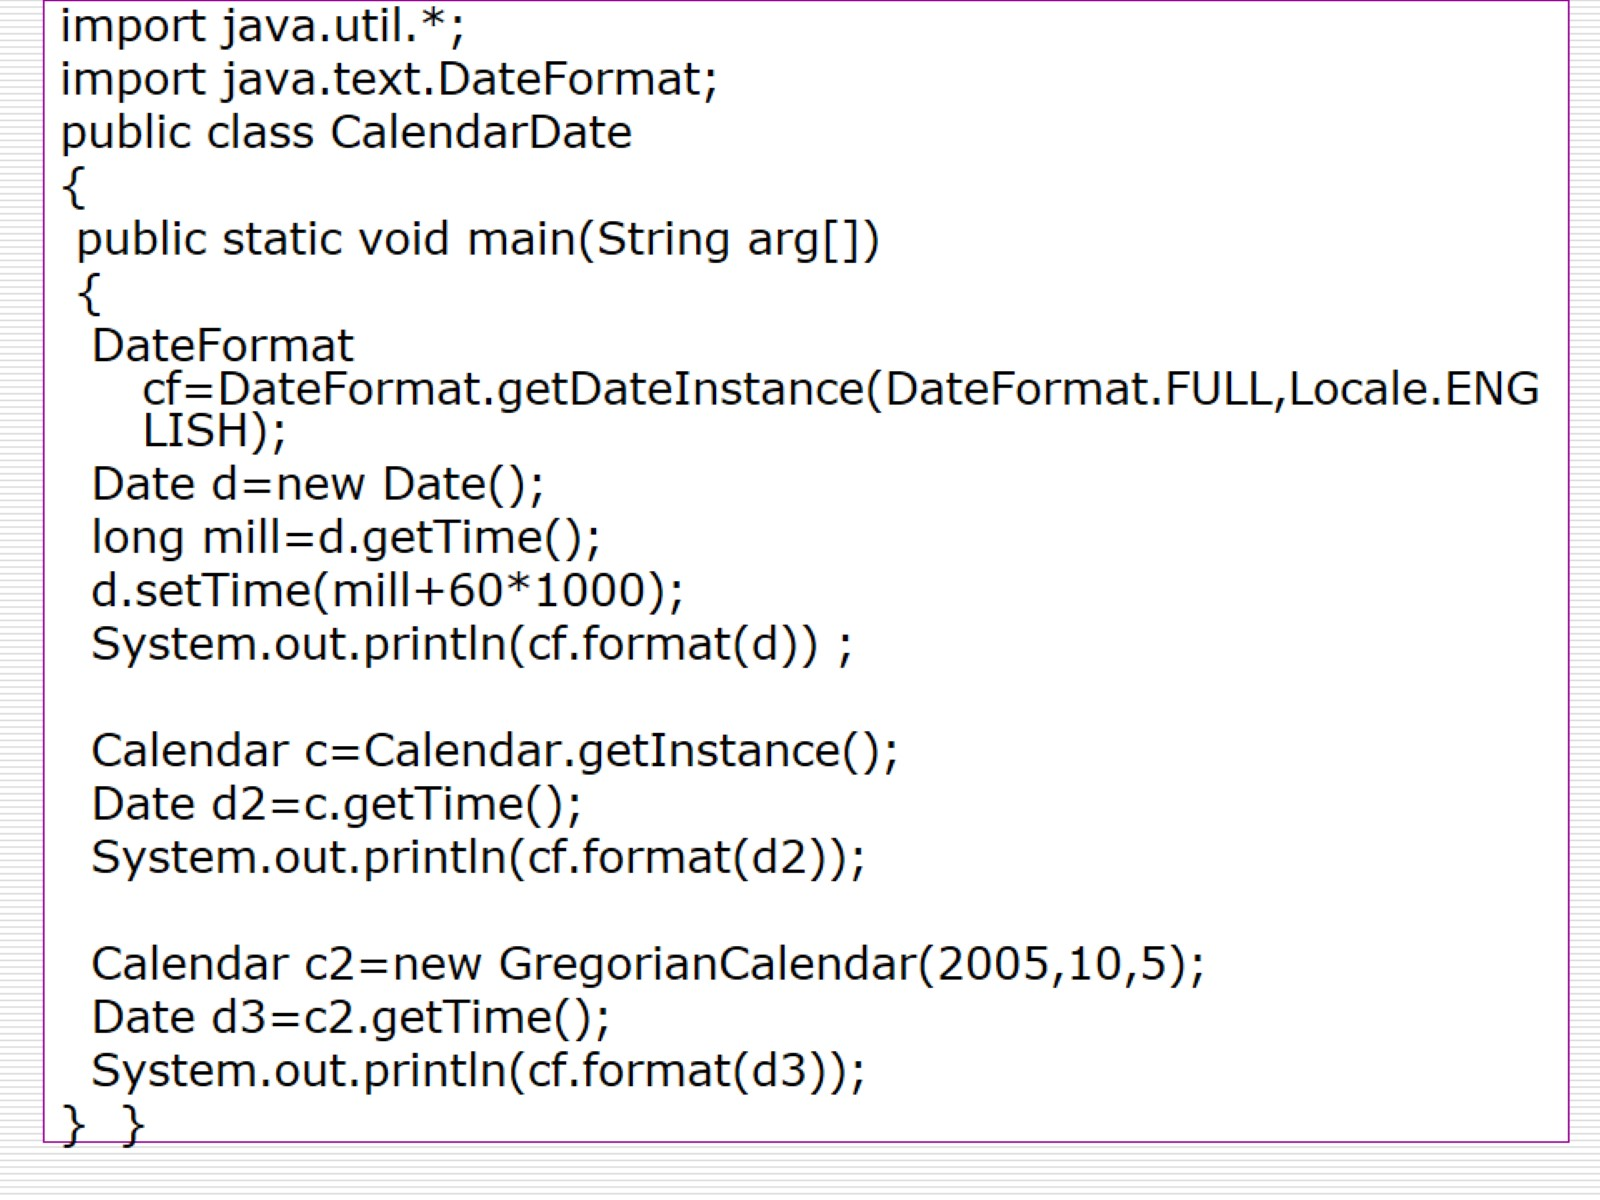 import java.util.*;
import java.text.DateFormat;
public class CalendarDate
{
public static void main(String arg[])
{
DateFormat
cf=DateFormat.getDateInstance(DateFormat.FULL,Locale.ENG
LISH);
Date d=new Date();
long mill=d.getTime();
d.setTime(mill+60*1000);
System.out.println(cf.format(d)) ;
Calendar c=Calendar.getInstance();
Date d2=c.getTime();
System.out.println(cf.format(d2));
Calendar c2=new GregorianCalendar(2005,10,5);
Date d3=c2.getTime();
System.out.println(cf.format(d3));
} }